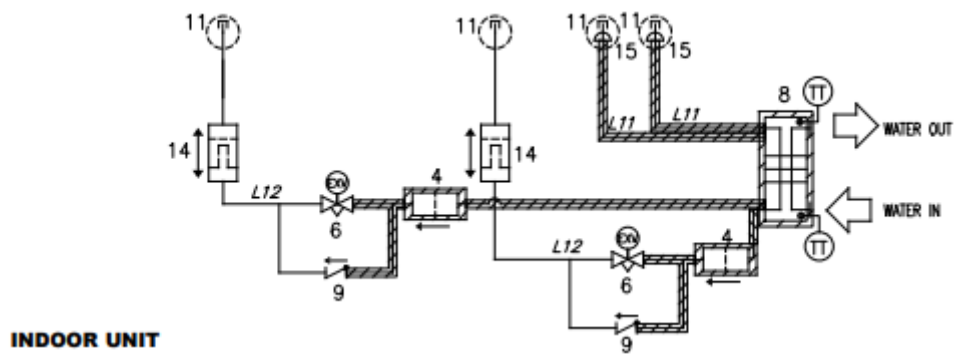 11
11
11
11
15
15
8
TT
L11
L11
WATER OUT
14
14
4
L12
EXV
6
WATER IN
TT
L12
EXV
4
9
6
9
INDOOR UNIT